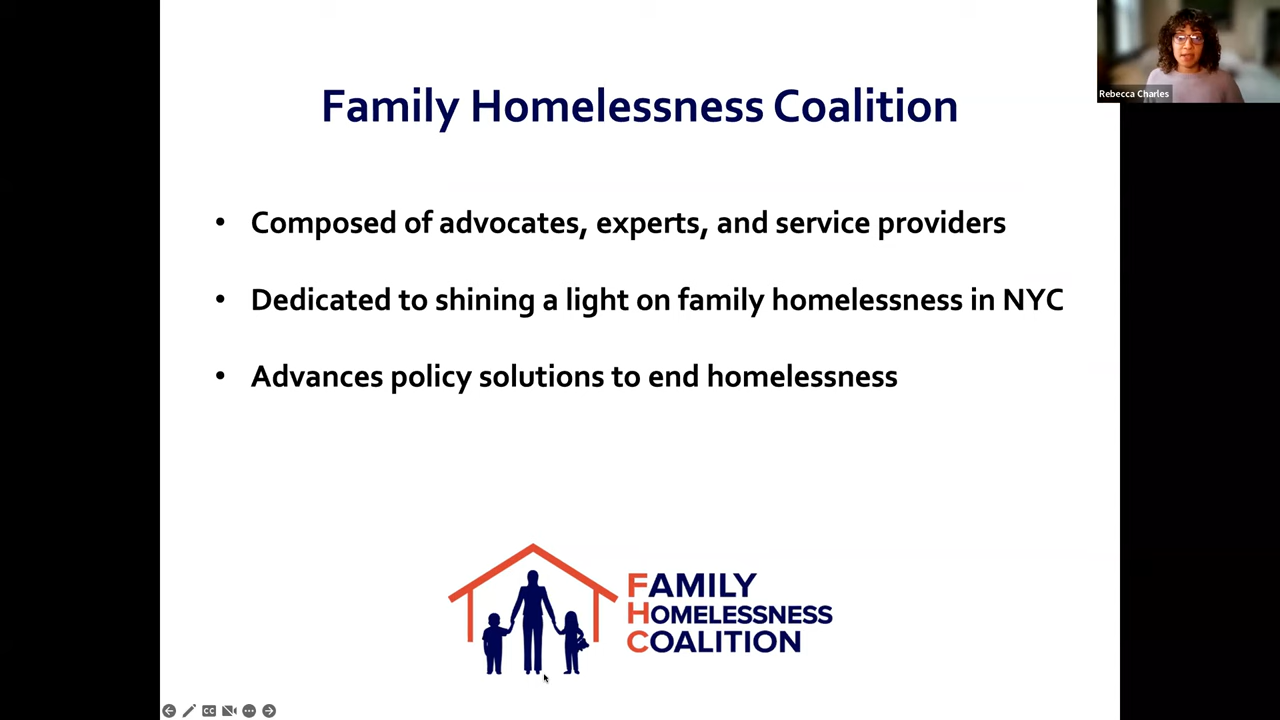 Family Homelessness Coalition
Rebecca Charles
• Composed of advocates, experts, and service providers
• Dedicated to shining a light on family homelessness in NYC
• Advances policy solutions to end homelessness
FAMILY
HOMELESSNESS
COALITION
CC